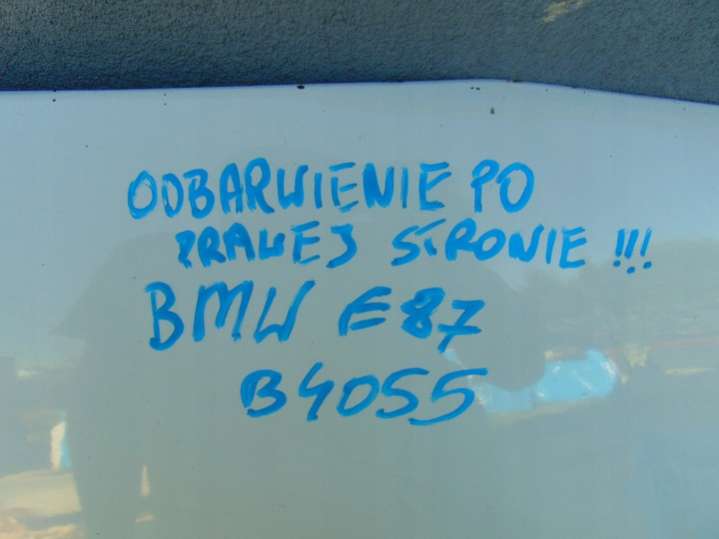 ODBARWIENIE PO
PRAWEJ STRONIE !!!
BMW E87
B4055